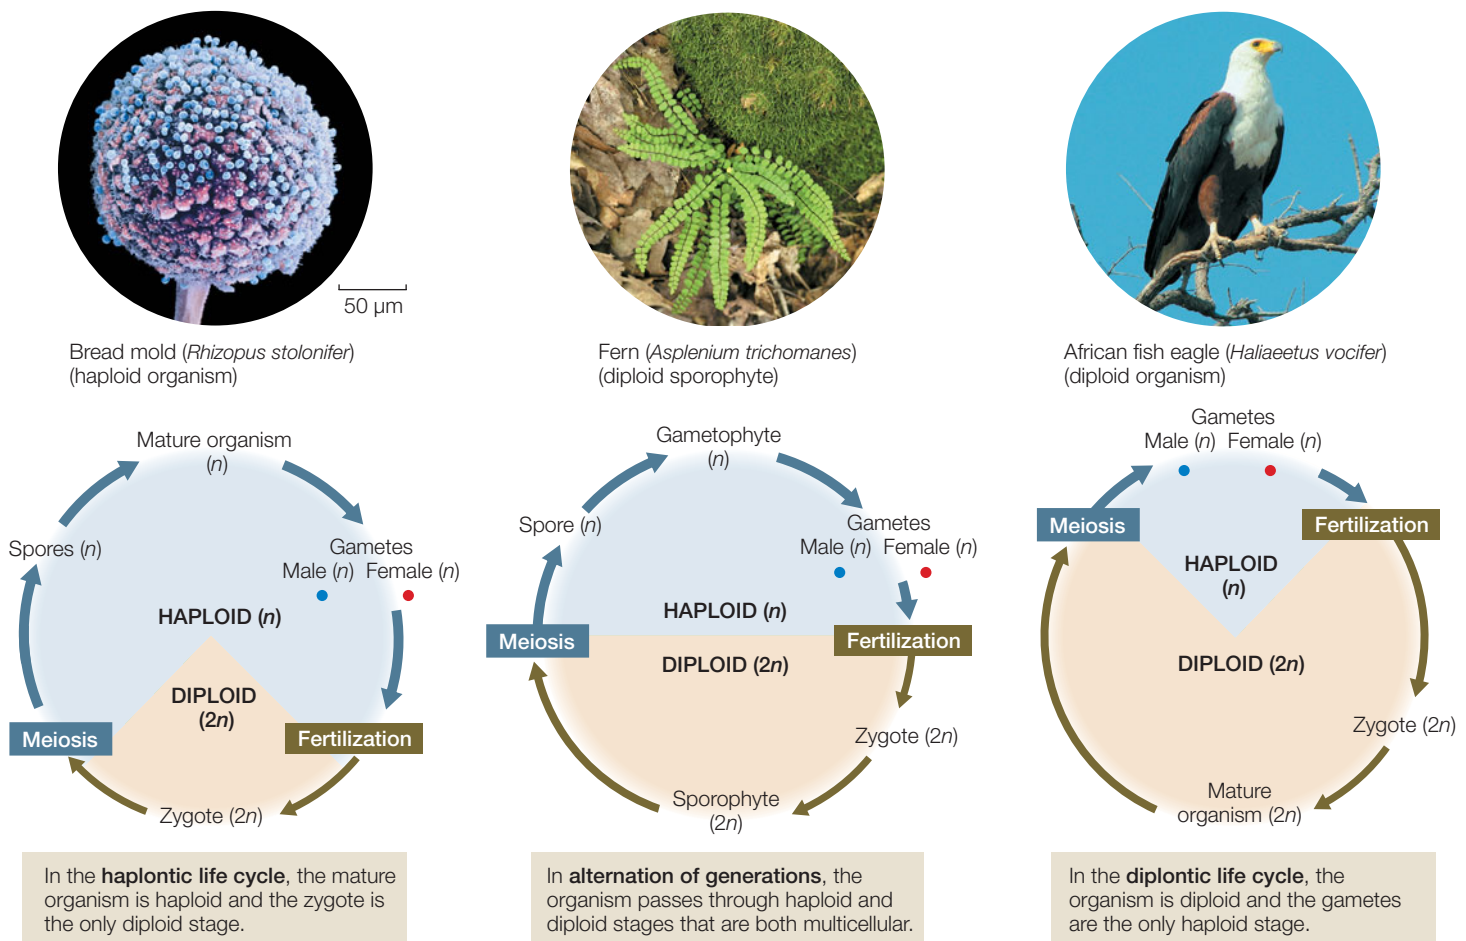 50 µm
Bread mold (Rhizopus stolonifer)
(haploid organism)
Mature organism
(n)
Spores (n)
Gametes
Male (n) Female (n)
HAPLOID (n)
DIPLOID
(2n)
Meiosis
Fertilization
Zygote (2n)
In the haplontic life cycle, the mature
organism is haploid and the zygote is
the only diploid stage.
Fern (Asplenium trichomanes)
(diploid sporophyte)
Gametophyte
(n)
Spore (n)
Gametes
Male (n) Female (n)
HAPLOID (n)
Meiosis
Fertilization
DIPLOID (2n)
Zygote (2n)
Sporophyte
(2n)
In alternation of generations, the
organism passes through haploid and
diploid stages that are both multicellular.
African fish eagle (Haliaeetus vocifer)
(diploid organism)
Gametes
Male (n) Female (n)
Meiosis
Fertilization
HAPLOID
(n)
DIPLOID (2n)
Zygote (2n)
Mature
organism (2n)
In the diplontic life cycle, the
organism is diploid and the gametes
are the only haploid stage.